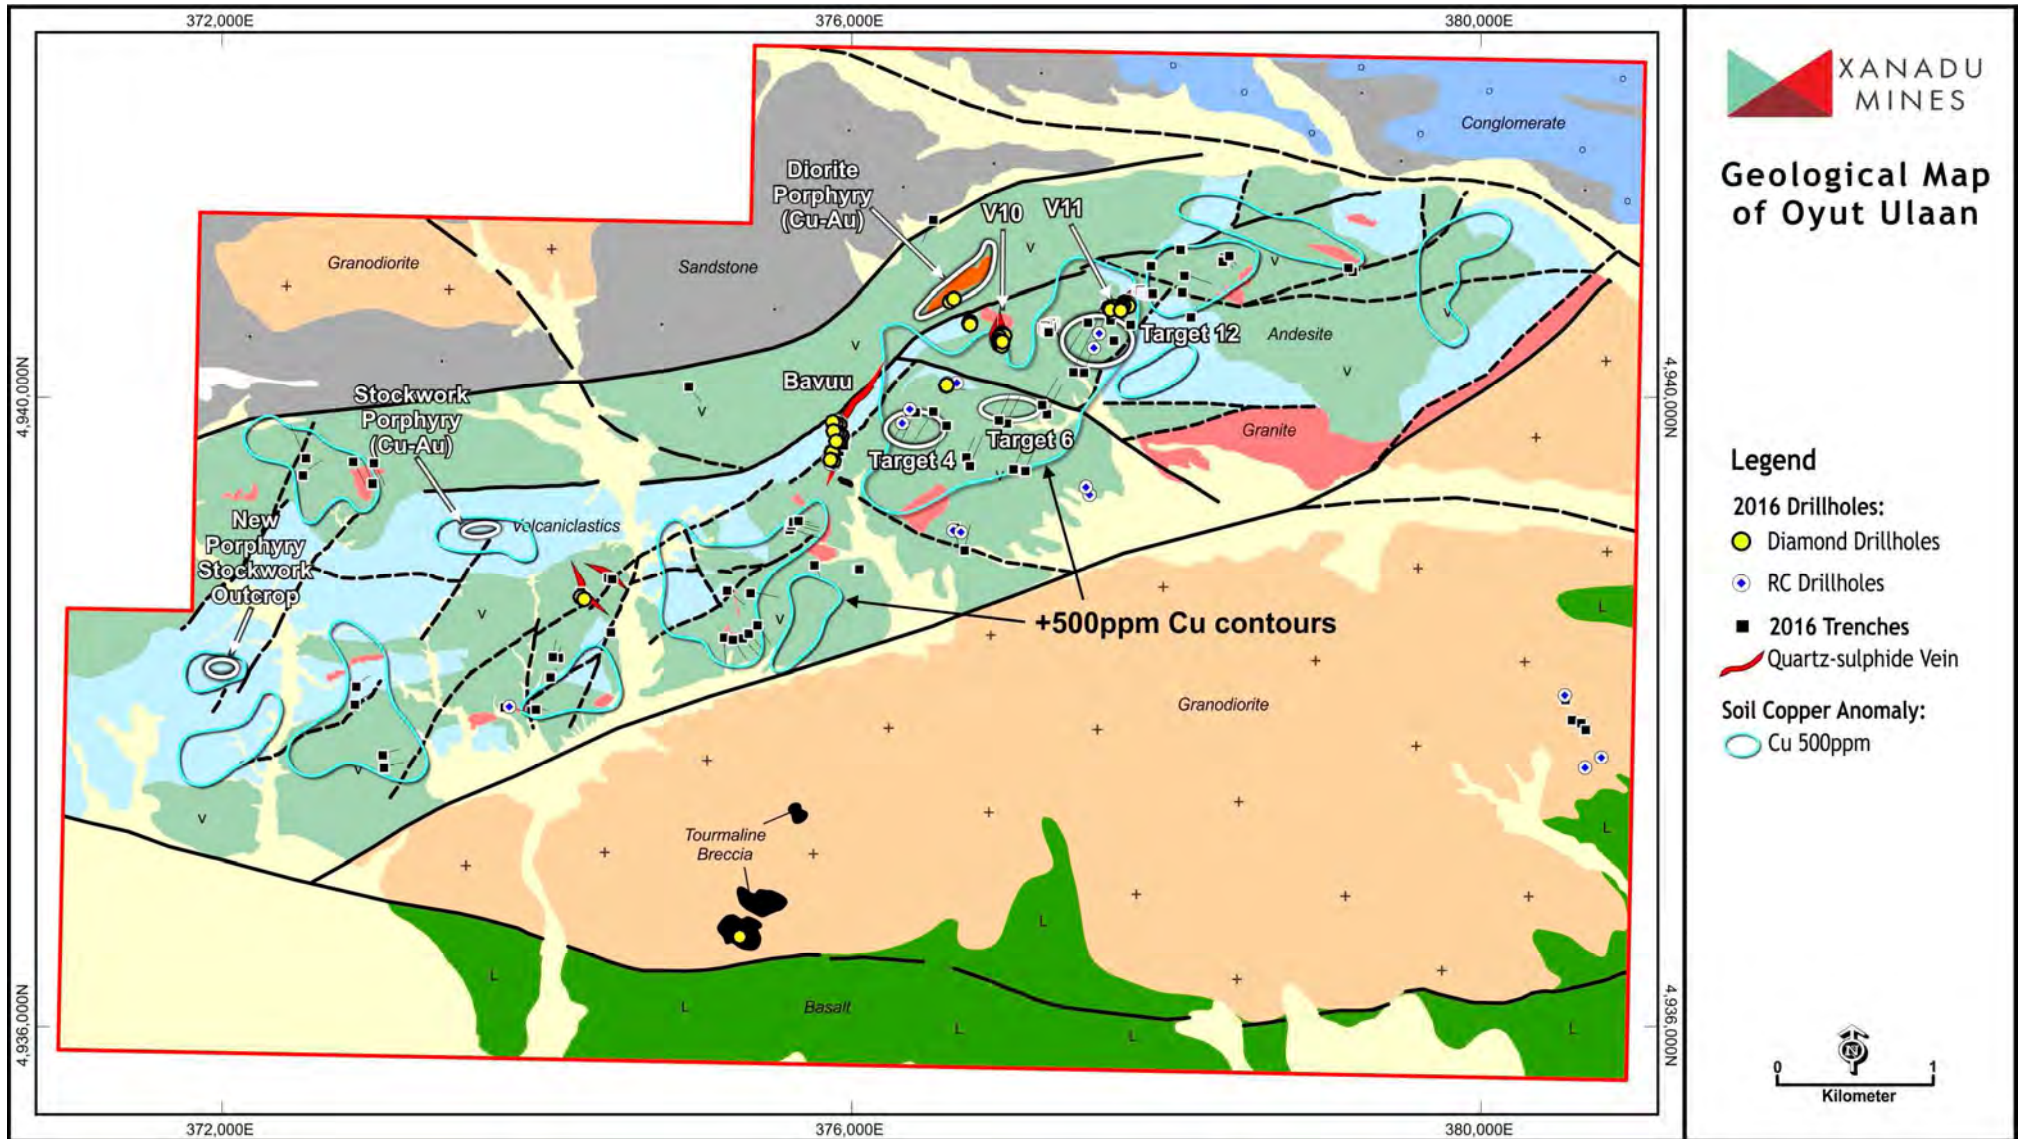 372,000E
376,000E
380,000E
XANADU
MINES
Geological Map
of Oyut Ulaan
Conglomerate
Diorite
Porphyry
(Cu-Au)
V10
V11
Granodiorite
Sandstone
Andesite
Target 12
Bavuu
4,940,000N
4,940,000N
Stockwork
Porphyry
(Cu-Au)
Granite
Target 6
Target 4
Legend
2016 Drillholes:
Diamond Drillholes
RC Drillholes
2016 Trenches
Quartz-sulphide Vein
Soil Copper Anomaly:
Cu 500ppm
New
Porphyry
Stockwork
Outcrop
Volcaniclastics
+500ppm Cu contours
Granodiorite
Tourmaline
Breccia
Basalt
4,936,000N
4,936,000N
N
0 1
Kilometer
372,000E
376,000E
380,000E